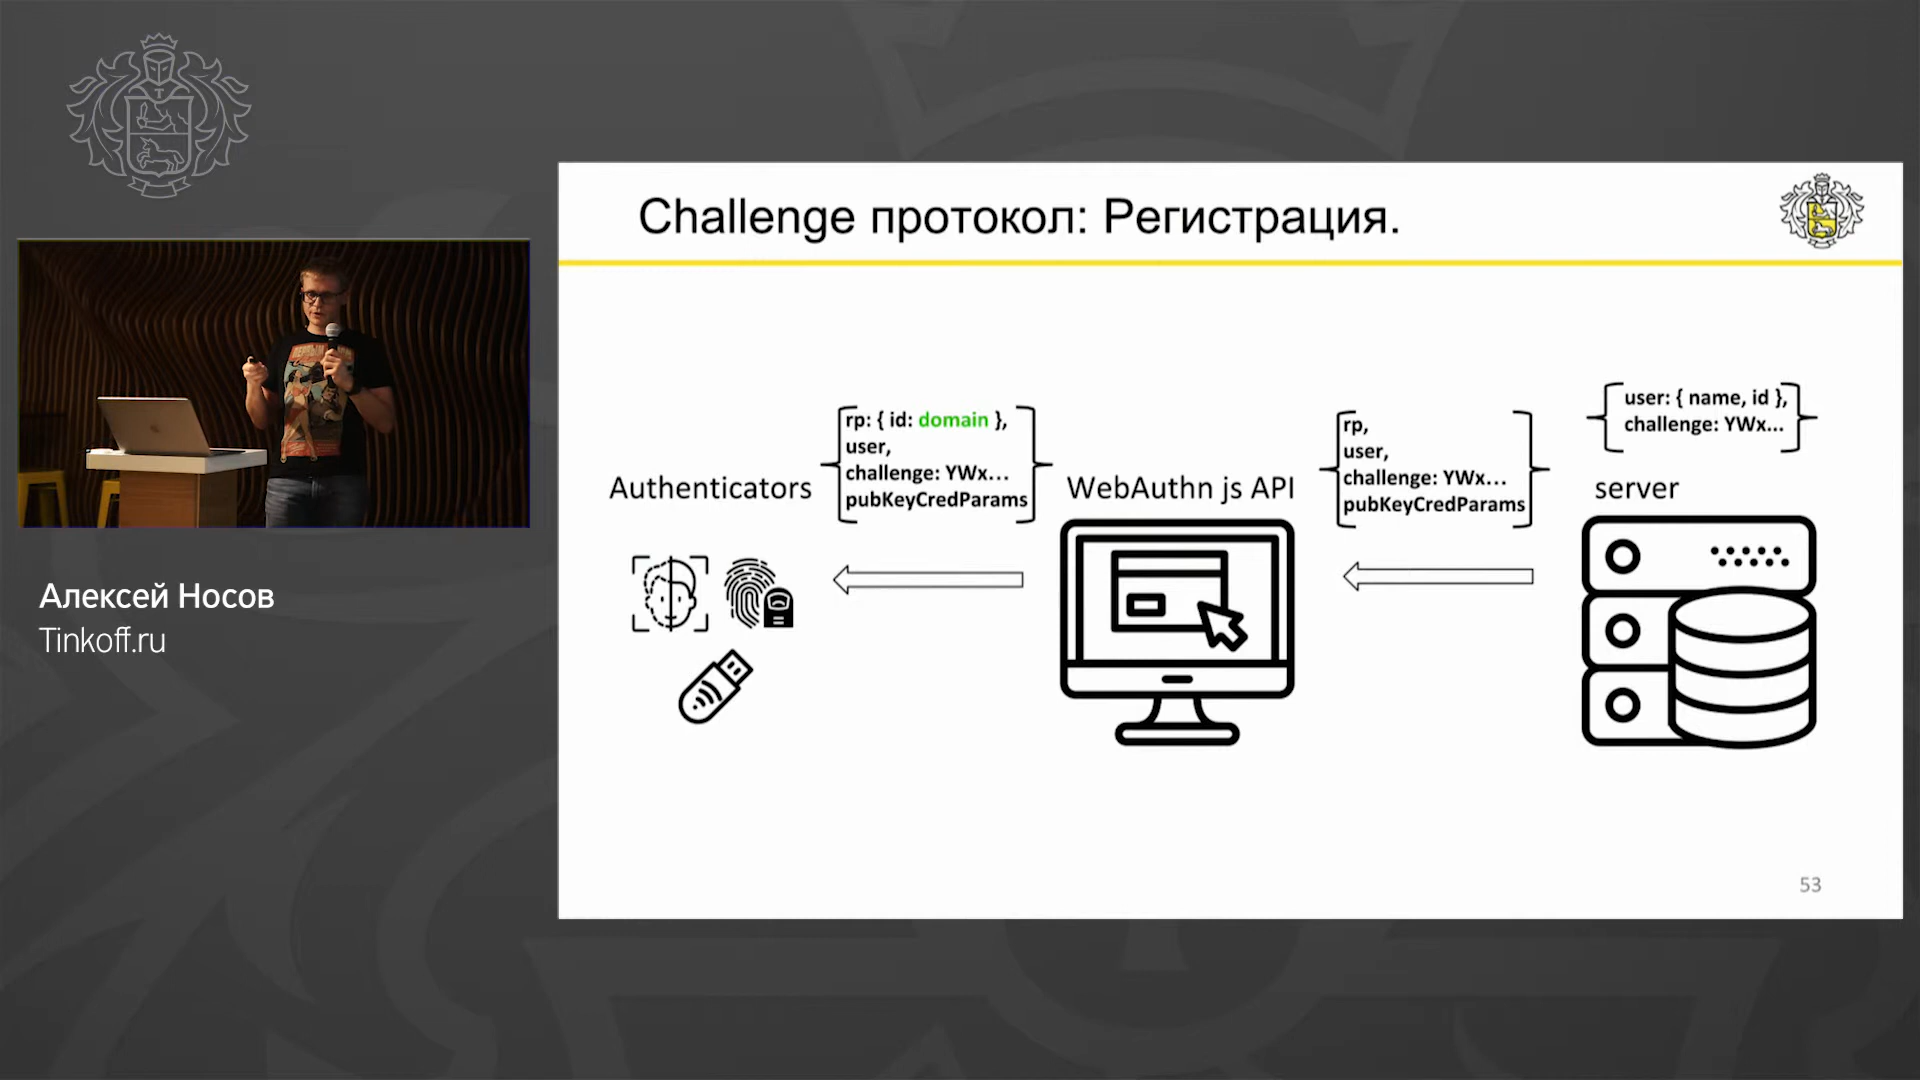 Challenge протокол: Регистрация.
user: { name, id },
challenge: YWx...
rp: { id: domain },
user,
challenge: YWx...
pubKeyCredParams
rp,
user,
challenge: YWx...
pubKeyCredParams
Authenticators
WebAuthn js API
server
53
Алексей Носов
Tinkoff.ru